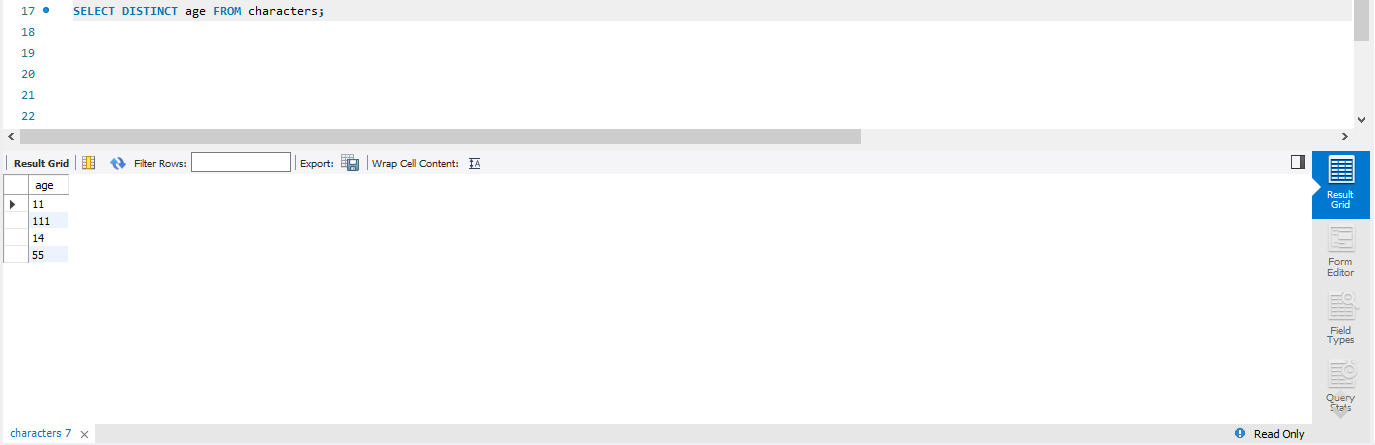 17 SELECT DISTINCT age FROM characters;
18
19
20
21
22
Result Grid Filter Rows: Export: Wrap Cell Content:
age
11
111
14
55
Result
Grid
Form
Editor
Field
Types
Query
Stats
characters 7 Read Only